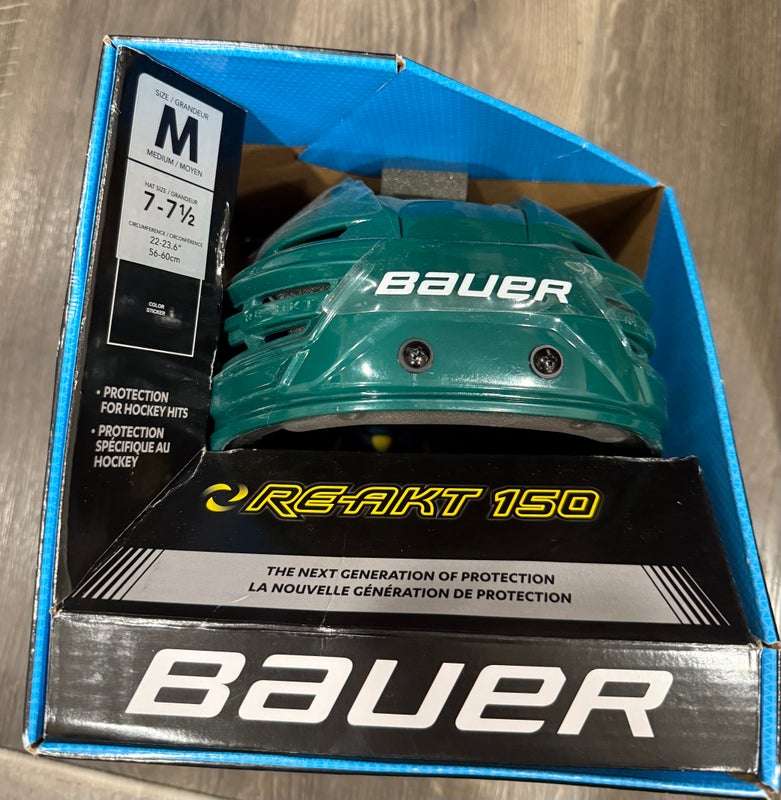 SIZE / GRANDEUR
M
MEDIUM / MOYEN
HAT SIZE / GRANDEUR
7-7½
CIRCUMFERENCE / CIRCONFÉRENCE
22-23.6"
56-60cm
COLOR
STICKER
• PROTECTION
FOR HOCKEY HITS
• PROTECTION
SPÉCIFIQUE AU
HOCKEY
BAUER
RE-AKT 150
THE NEXT GENERATION OF PROTECTION
LA NOUVELLE GÉNÉRATION DE PROTECTION
BAUER